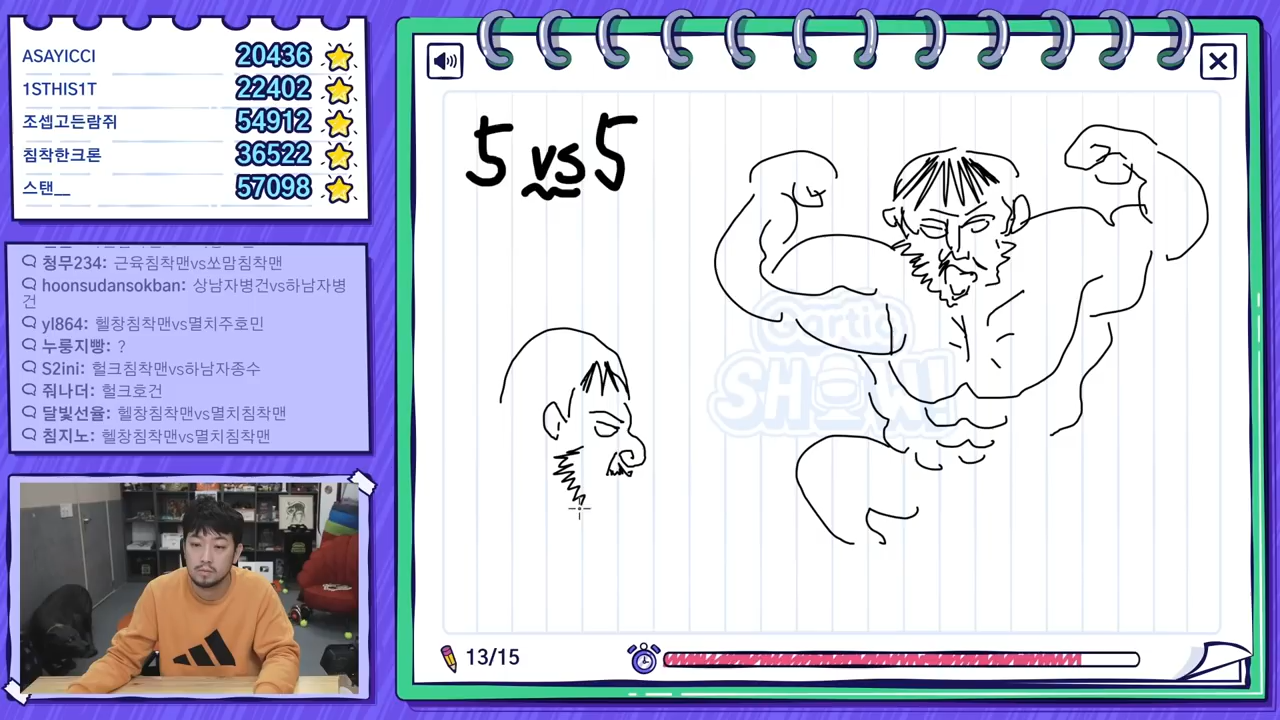 ASAYICCI 20436
1STHIS1T 22402
조셉고든람쥐 54912
침착한크론 36522
스탠__ 57098
청무234: 근육침착맨vs쏘맘침착맨
hoonsudansokban: 상남자병건vs하남자병
건
yl864: 헬창침착맨vs멸치주호민
누룽지빵: ?
S2ini: 헐크침착맨vs하남자종수
줘나더: 헐크호건
달빛선율: 헬창침착맨vs멸치침착맨
침지노: 헬창침착맨vs멸치침착맨
5 vs 5
Gartic
SHOW!
13/15